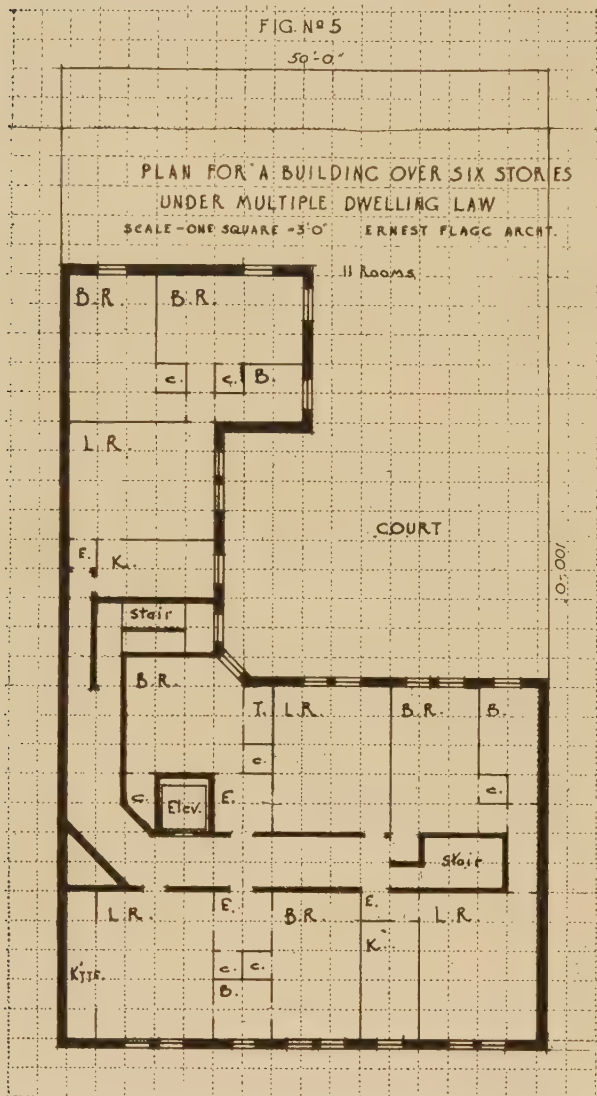 FIG. Nº 5
50'-0"
PLAN FOR A BUILDING OVER SIX STORIES
UNDER MULTIPLE DWELLING LAW
SCALE - ONE SQUARE = 3'0" ERNEST FLAGG ARCHT.
11 Rooms
B.R. B.R.
c. c. B.
L.R.
COURT
100'-0"
E. K.
Stair
B.R.
T. L.R. B.R. B.
c.
c.
c. Elev. E.
Stair
L.R. E. B.R. E. L.R.
K.
K'TTE. c. c.
B.